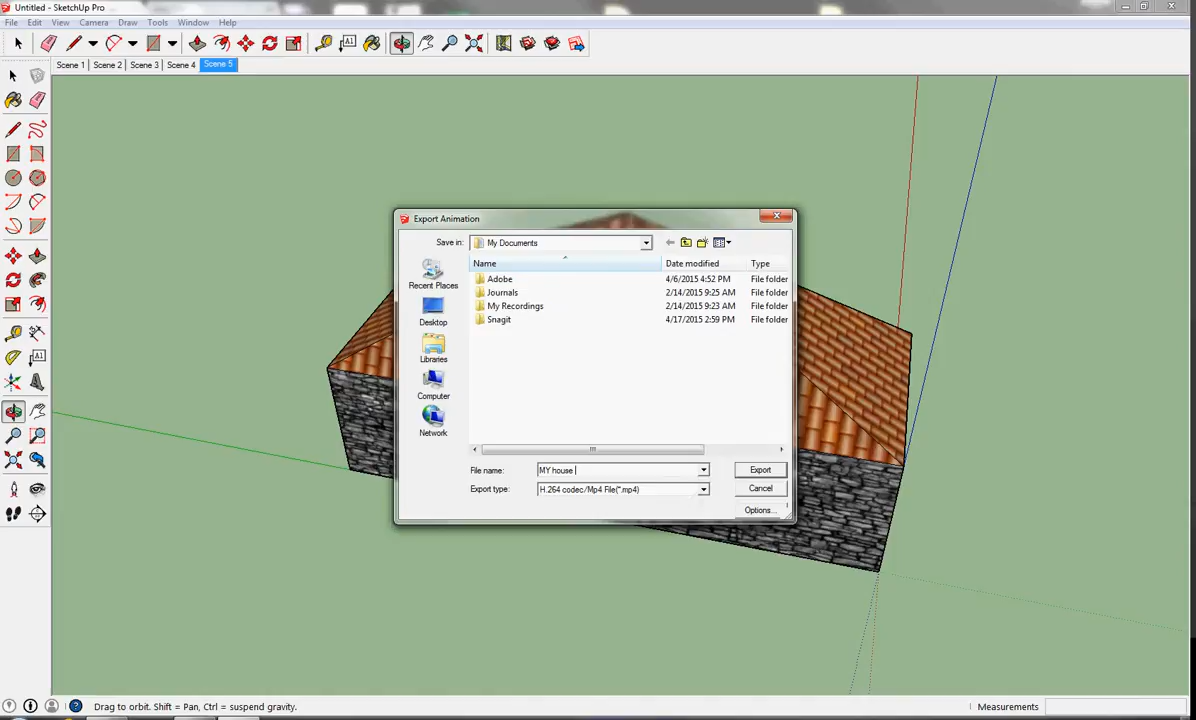 Untitled - SketchUp Pro
File Edit View Camera Draw Tools Window Help
Scene 1 Scene 2 Scene 3 Scene 4 Scene 5
Export Animation
Save in: My Documents
Name Date modified Type
Adobe 4/6/2015 4:52 PM File folder
Journals 2/14/2015 9:25 AM File folder
My Recordings 2/14/2015 9:23 AM File folder
Snagit 4/17/2015 2:59 PM File folder
Recent Places
Desktop
Libraries
Computer
Network
File name: MY house
Export
Export type: H.264 codec/Mp4 File(*.mp4)
Cancel
Options...
Drag to orbit. Shift = Pan, Ctrl = suspend gravity.
Measurements